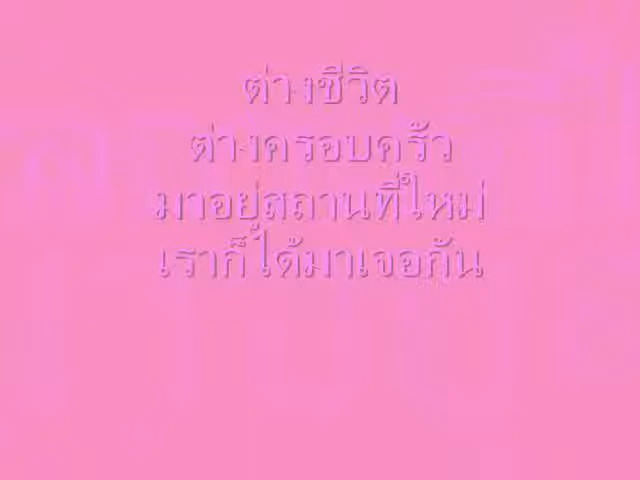 ต่างชีวิต
ต่างครอบครัว
มาอยู่สถานที่ใหม่
เราก็ได้มาเจอกัน